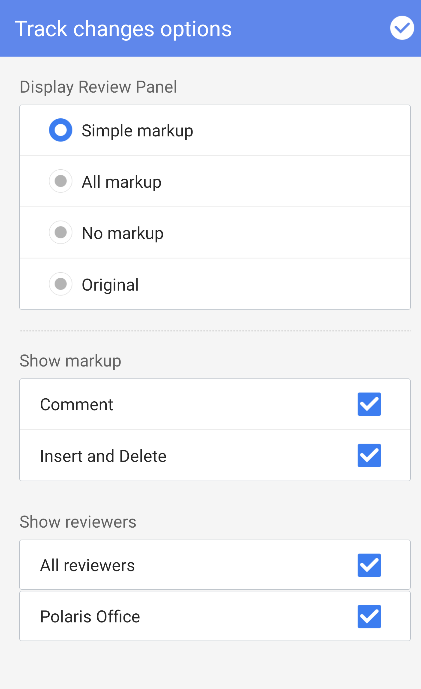 Track changes options
Display Review Panel
Simple markup
All markup
No markup
Original
Show markup
Comment
Insert and Delete
Show reviewers
All reviewers
Polaris Office